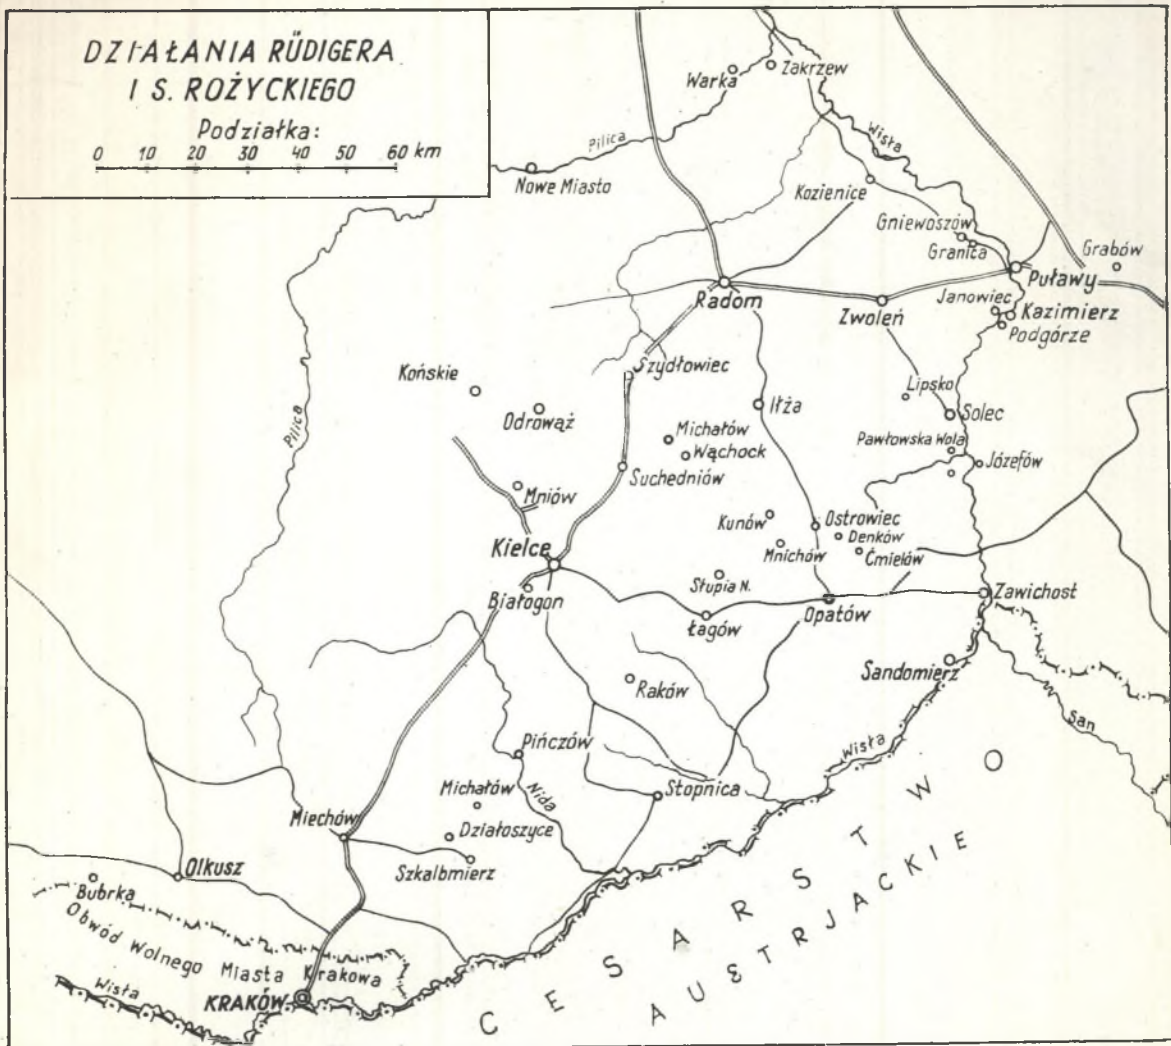 DZIAŁANIA RÜDIGERA
I S. ROŻYCKIEGO
Podziałka:
0 10 20 30 40 50 60 km
Warka
Zakrzew
Pilica
Wisła
Nowe Miasto
Kozienice
Gniewoszów
Granica
Grabów
Puławy
Radom
Zwoleń
Janowiec
Kazimierz
Podgórze
Szydłowiec
Końskie
Odrowąż
Pilica
Iłża
Lipsko
Solec
Michałów
Wąchock
Pawłowska Wola
Józefów
Suchedniów
Mniów
Kunów
Ostrowiec
Denków
Mnichów
Ćmielów
Kielce
Słupia N.
Białogon
Łagów
Opatów
Zawichost
Sandomierz
Raków
San
Wisła
Pińczów
Nida
Stopnica
Michałów
Miechów
Działoszyce
Szkalbmierz
Olkusz
Bubrka
Obwód Wolnego Miasta Krakowa
Wisła
KRAKÓW
CESARSTWO
AUSTRJACKIE